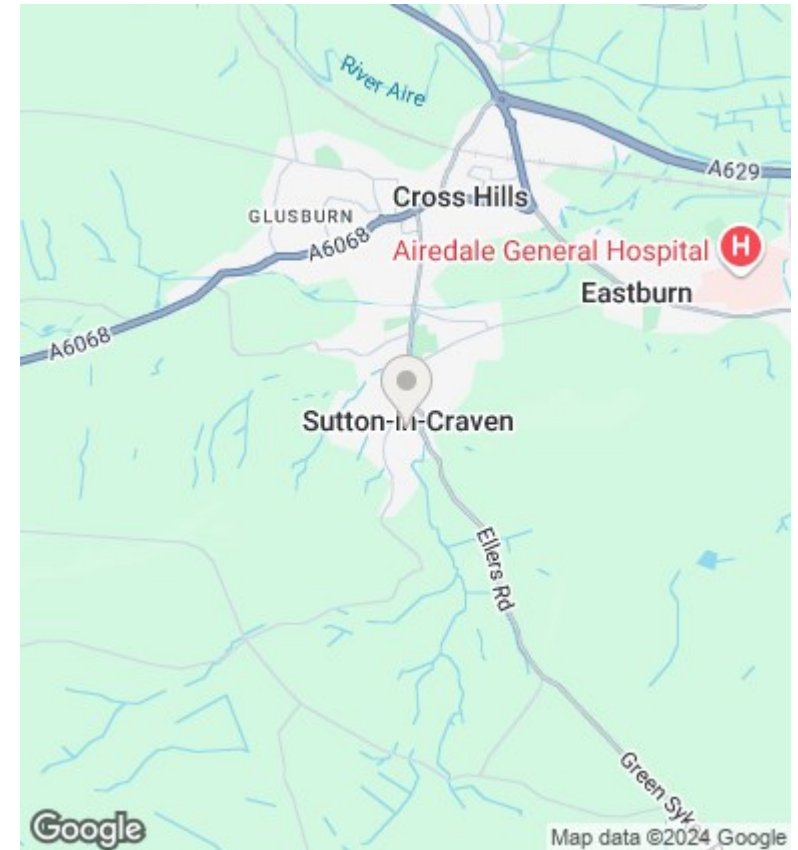 River Aire
A629
Cross Hills
GLUSBURN
A6068
Airedale General Hospital H
Eastburn
A6068
Sutton-in-Craven
Ellers Rd
Green Syke
Google
Map data ©2024 Google